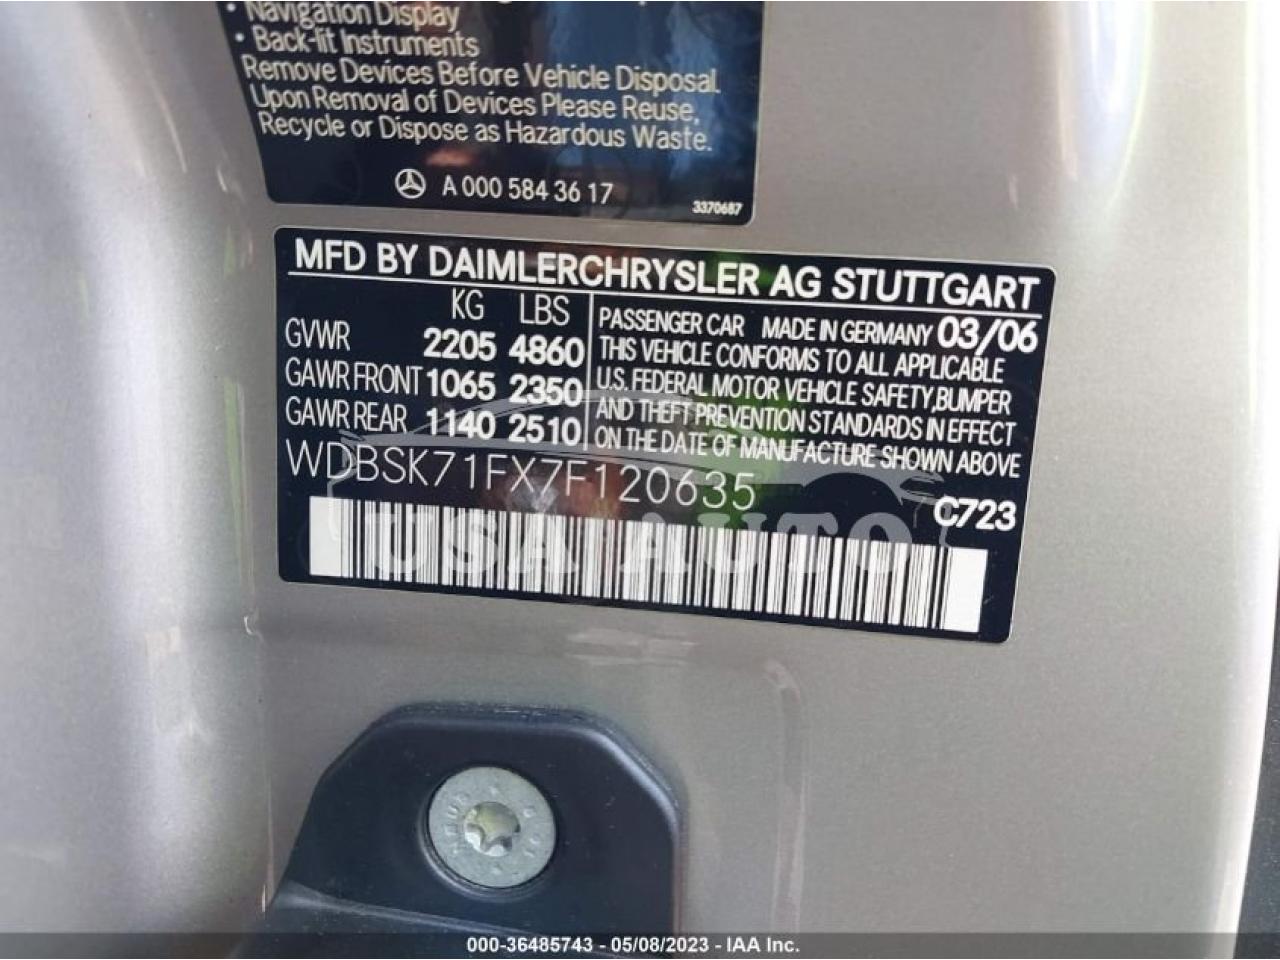 • Navigation Display
• Back-lit Instruments
Remove Devices Before Vehicle Disposal.
Upon Removal of Devices Please Reuse,
Recycle or Dispose as Hazardous Waste.
A 000 584 36 17
3370687
MFD BY DAIMLERCHRYSLER AG STUTTGART
KG LBS
GVWR 2205 4860
GAWR FRONT 1065 2350
GAWR REAR 1140 2510
PASSENGER CAR MADE IN GERMANY 03/06
THIS VEHICLE CONFORMS TO ALL APPLICABLE
U.S. FEDERAL MOTOR VEHICLE SAFETY, BUMPER
AND THEFT PREVENTION STANDARDS IN EFFECT
ON THE DATE OF MANUFACTURE SHOWN ABOVE
WDBSK71FX7F120635
C723
USA AUTO
000-36485743 - 05/08/2023 - IAA Inc.